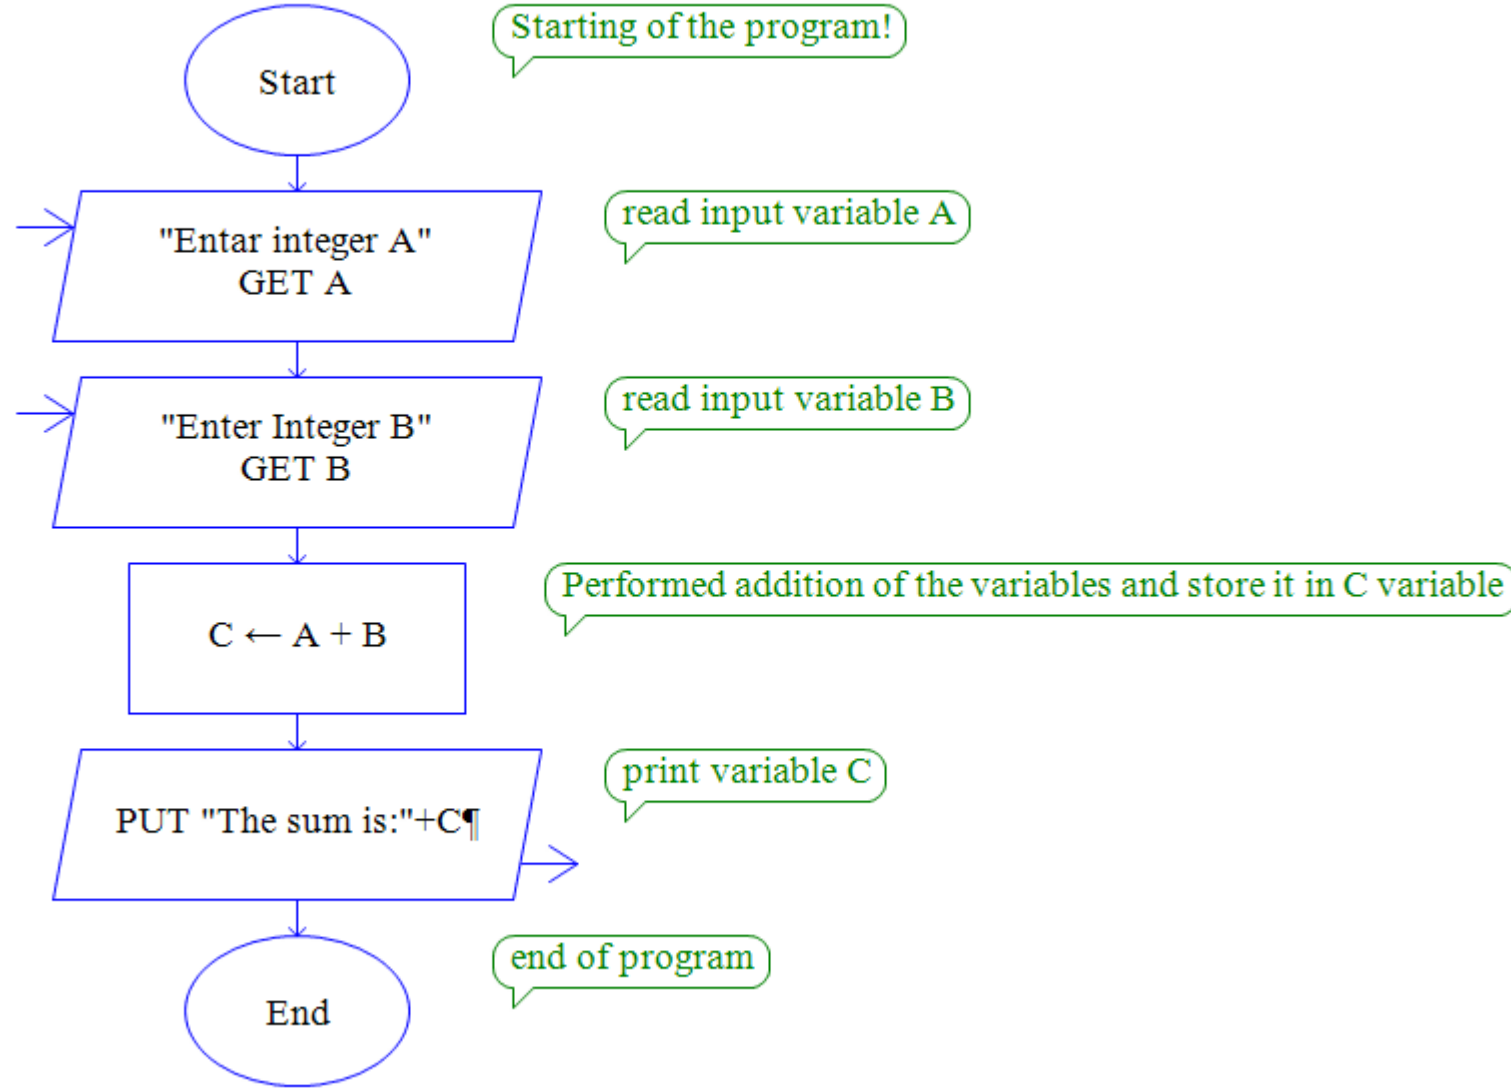 Starting of the program!
Start
"Entar integer A"
GET A
read input variable A
"Enter Integer B"
GET B
read input variable B
Performed addition of the variables and store it in C variable
C ← A + B
print variable C
PUT "The sum is:"+C¶
end of program
End